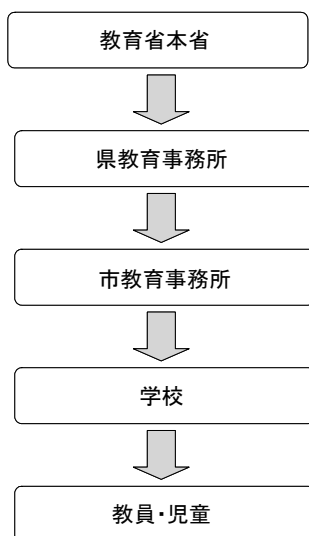 教育省本省
県教育事務所
市教育事務所
学校
教員・児童